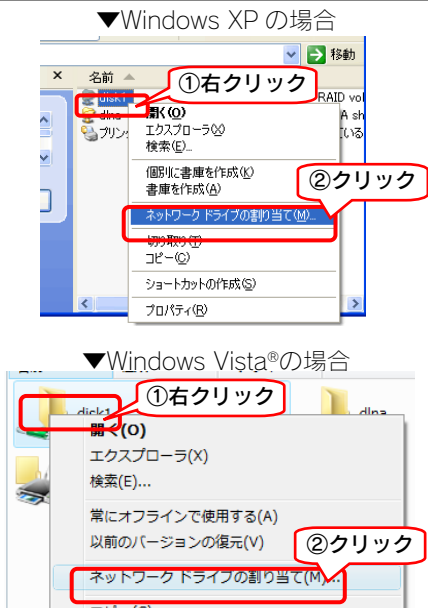 ▼Windows XP の場合
移動
× 名前
①右クリック
disk1
RAID vol
開く(O)
dlna
A sh
エクスプローラ(X)
プリン
いる
検索(E)...
個別に書庫を作成(K)
②クリック
書庫を作成(A)
ネットワーク ドライブの割り当て(M)...
切り取り(T)
コピー(C)
ショートカットの作成(S)
プロパティ(R)
▼Windows Vista®の場合
①右クリック
disk1
dlna
開く(O)
エクスプローラ(X)
検索(E)...
常にオフラインで使用する(A)
以前のバージョンの復元(V)
②クリック
ネットワーク ドライブの割り当て(M)...